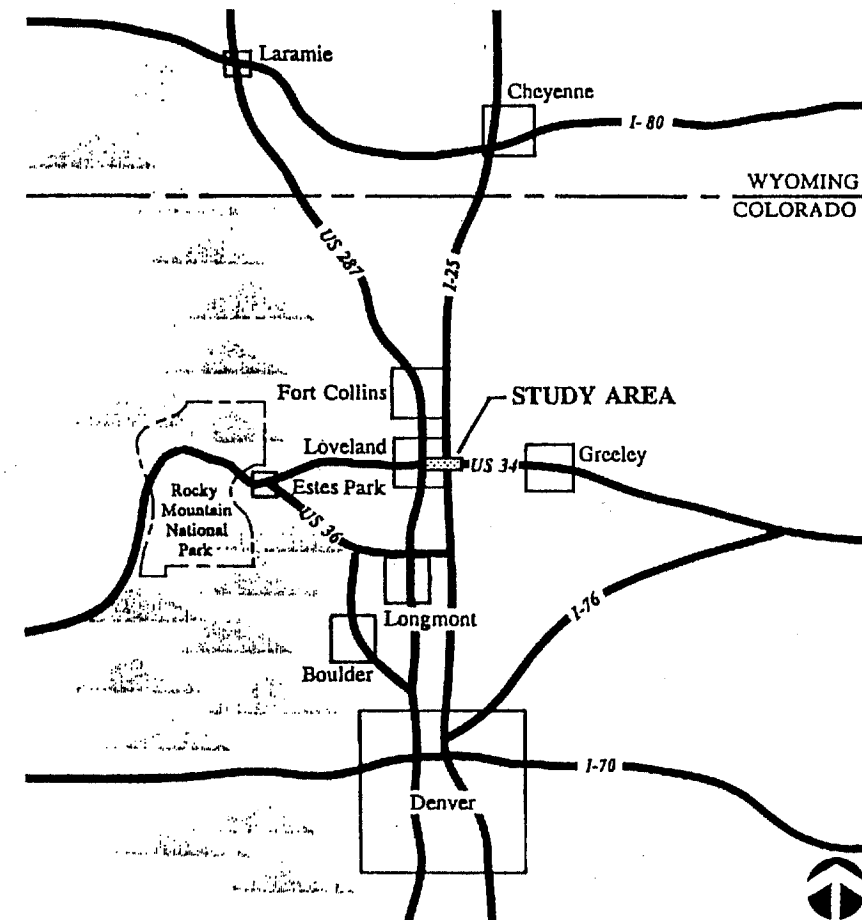 Laramie
Cheyenne
I-80
WYOMING
COLORADO
US 287
I-25
Fort Collins
STUDY AREA
Loveland
US 34
Greeley
Estes Park
Rocky
Mountain
National
Park
US 36
I-76
Longmont
Boulder
I-70
Denver